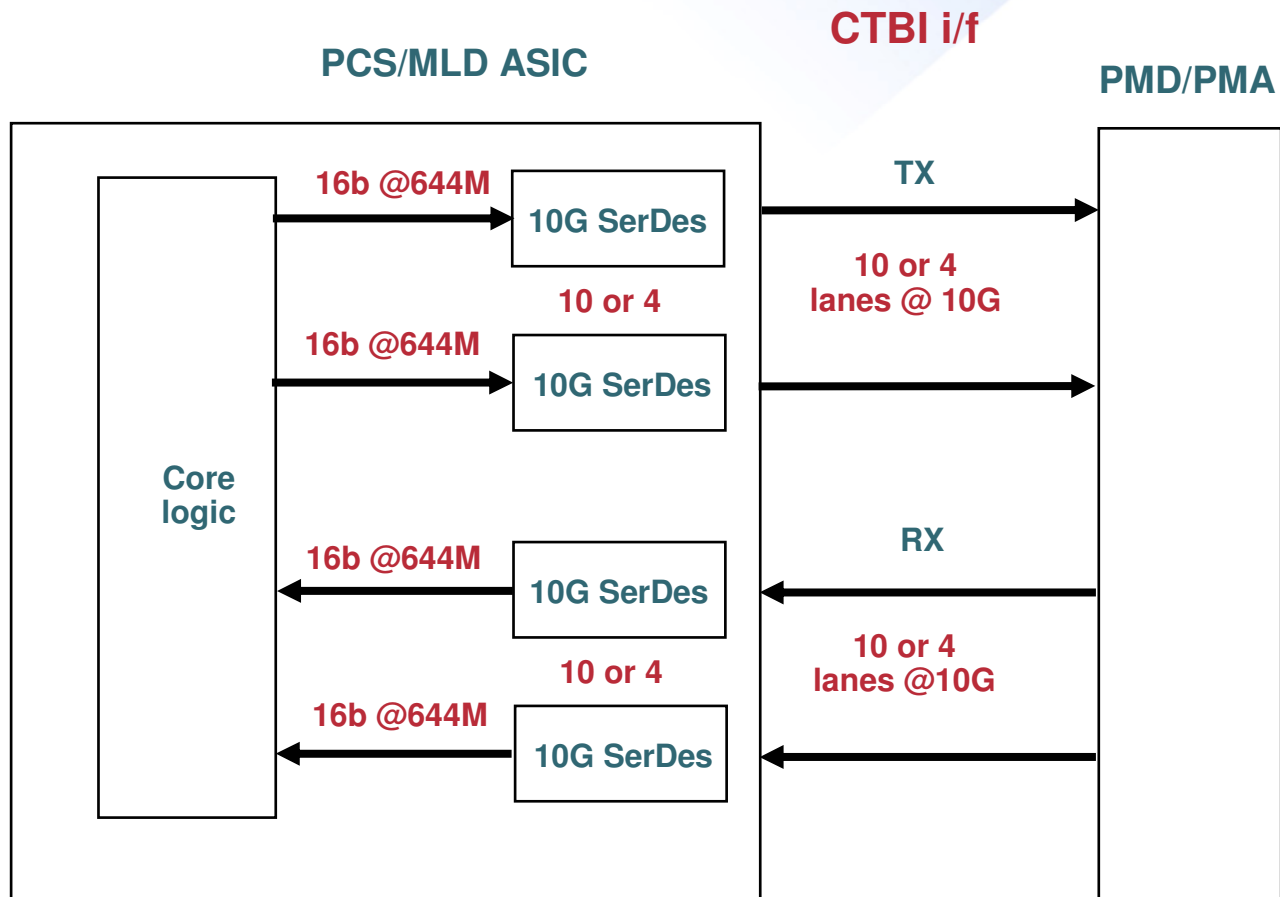 CTBI i/f
PCS/MLD ASIC
PMD/PMA
16b @644M
10G SerDes
TX
10 or 4
lanes @ 10G
10 or 4
16b @644M
10G SerDes
Core
logic
16b @644M
10G SerDes
RX
10 or 4
lanes @10G
10 or 4
16b @644M
10G SerDes